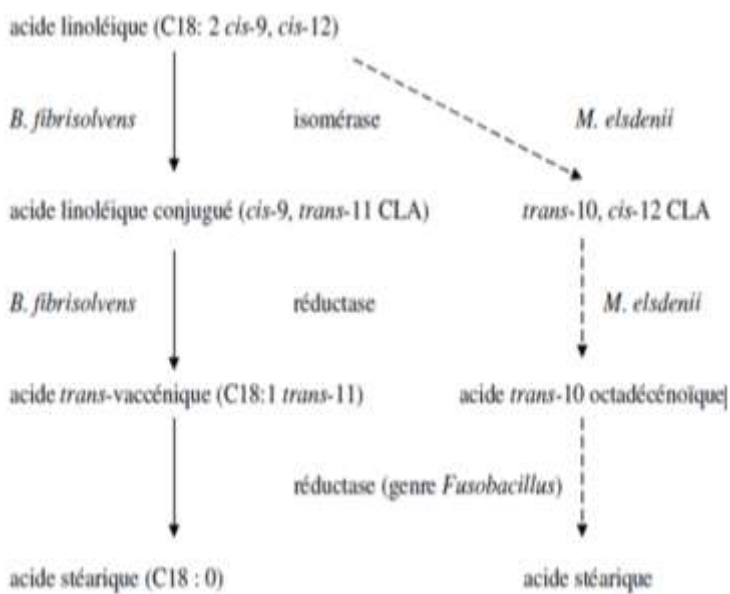 acide linoléique (C18: 2 cis-9, cis-12)
B. fibrisolvens isomérase M. elsdenii
acide linoléique conjugué (cis-9, trans-11 CLA) trans-10, cis-12 CLA
B. fibrisolvens réductase M. elsdenii
acide trans-vaccénique (C18:1 trans-11) acide trans-10 octadécénoïque
réductase (genre Fusobacillus)
acide stéarique (C18 : 0) acide stéarique